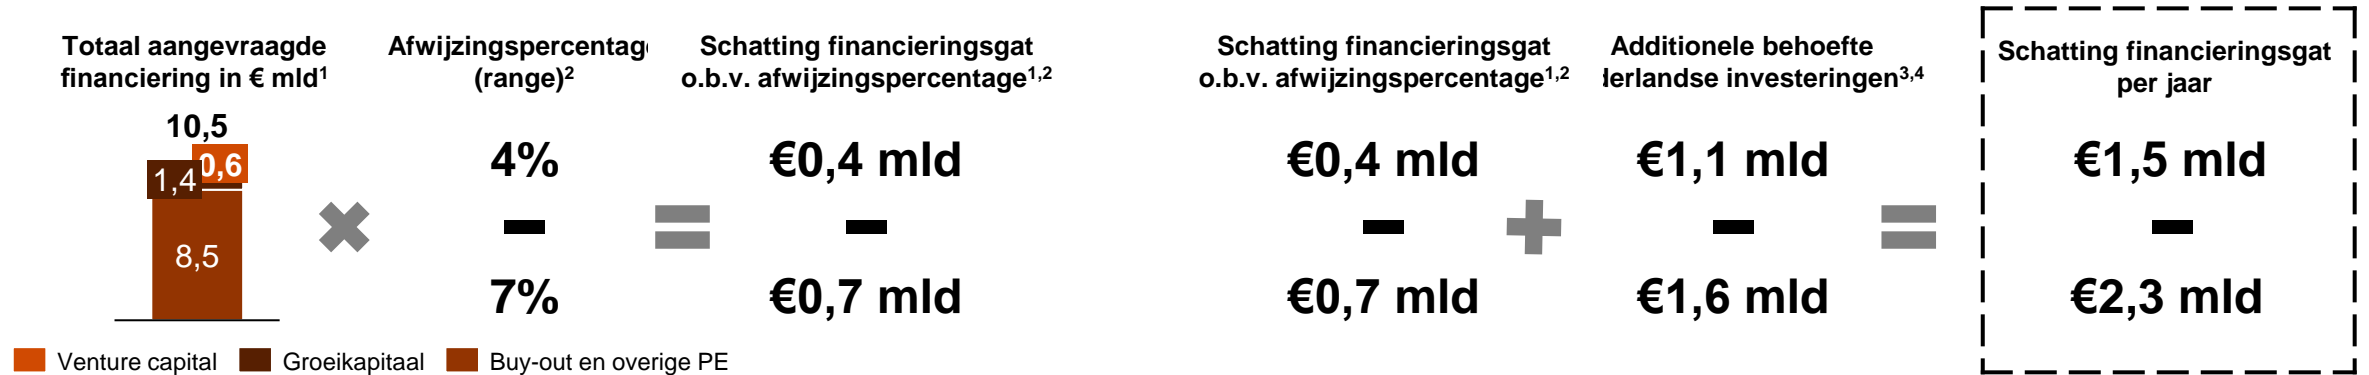 Totaal aangevraagde
financiering in € mld¹
10,5
0,6
1,4
8,5
Afwijzingspercentag
(range)²
4%
7%
Schatting financieringsgat
o.b.v. afwijzingspercentage¹,²
€0,4 mld
€0,7 mld
Schatting financieringsgat
o.b.v. afwijzingspercentage¹,²
€0,4 mld
€0,7 mld
Additionele behoefte
derlandse investeringen³,⁴
€1,1 mld
€1,6 mld
Schatting financieringsgat
per jaar
€1,5 mld
€2,3 mld
Venture capital
Groeikapitaal
Buy-out en overige PE